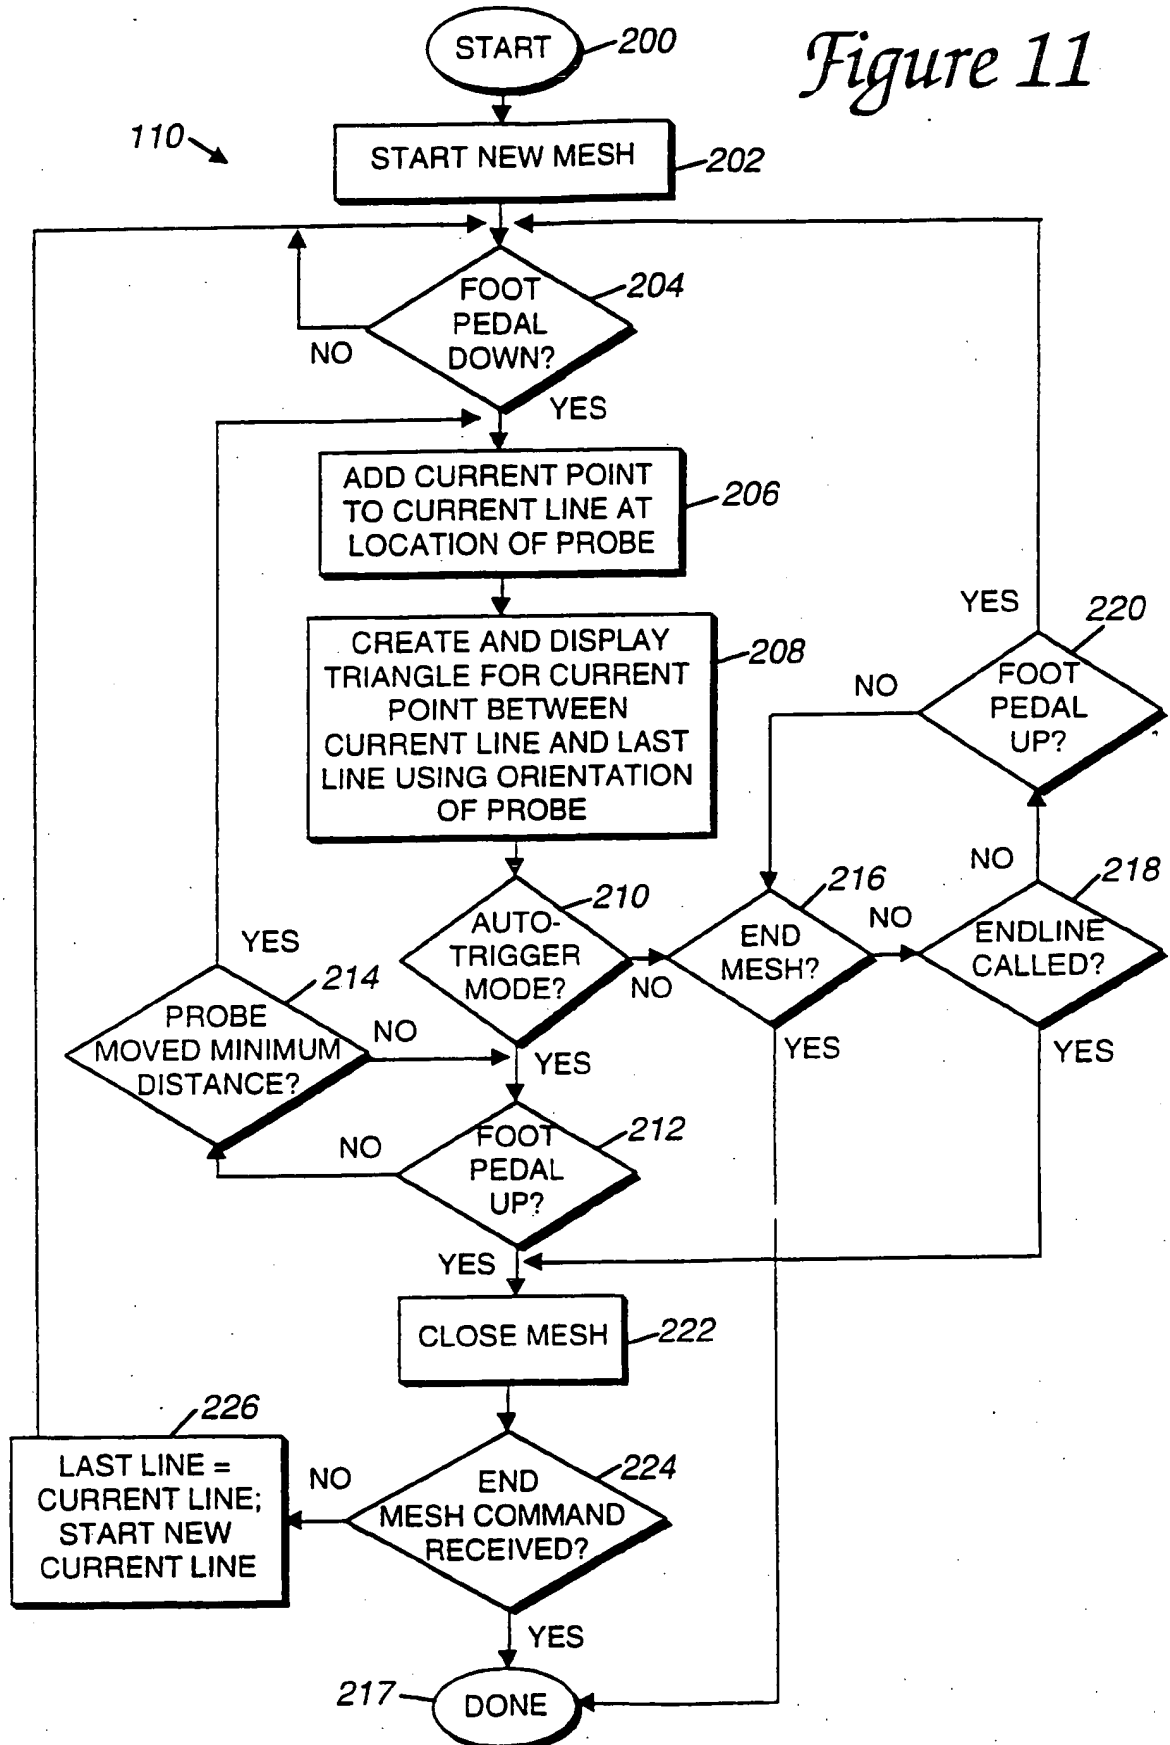 Figure 11
START
200
110
START NEW MESH
202
FOOT
PEDAL
DOWN?
204
NO
YES
ADD CURRENT POINT
TO CURRENT LINE AT
LOCATION OF PROBE
206
CREATE AND DISPLAY
TRIANGLE FOR CURRENT
POINT BETWEEN
CURRENT LINE AND LAST
LINE USING ORIENTATION
OF PROBE
208
YES
220
FOOT
PEDAL
UP?
NO
NO
AUTO-
TRIGGER
MODE?
210
NO
YES
END
MESH?
216
NO
YES
ENDLINE
CALLED?
218
YES
YES
214
PROBE
MOVED MINIMUM
DISTANCE?
NO
FOOT
PEDAL
UP?
212
NO
YES
CLOSE MESH
222
226
LAST LINE =
CURRENT LINE;
START NEW
CURRENT LINE
NO
END
MESH COMMAND
RECEIVED?
224
YES
217
DONE